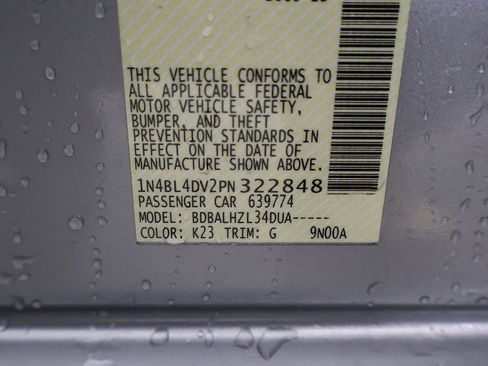 THIS VEHICLE CONFORMS TO
ALL APPLICABLE FEDERAL
MOTOR VEHICLE SAFETY,
BUMPER, AND THEFT
PREVENTION STANDARDS IN
EFFECT ON THE DATE OF
MANUFACTURE SHOWN ABOVE.
1N4BL4DV2PN322848
PASSENGER CAR 639774
MODEL: BDBALHZL34DUA-----
COLOR: K23 TRIM: G 9N00A